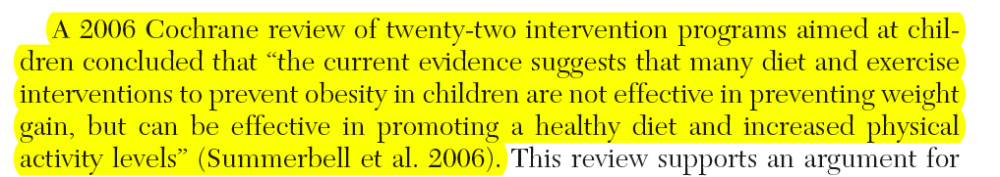 A 2006 Cochrane review of twenty-two intervention programs aimed at chil-
dren concluded that “the current evidence suggests that many diet and exercise
interventions to prevent obesity in children are not effective in preventing weight
gain, but can be effective in promoting a healthy diet and increased physical
activity levels” (Summerbell et al. 2006). This review supports an argument for